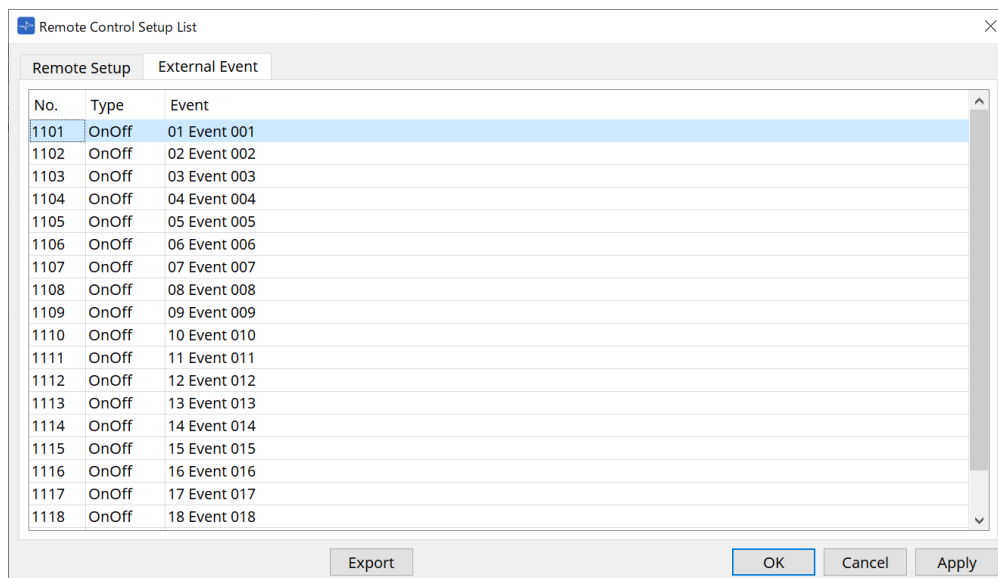 Remote Control Setup List
Remote Setup External Event
No. Type Event
1101 OnOff 01 Event 001
1102 OnOff 02 Event 002
1103 OnOff 03 Event 003
1104 OnOff 04 Event 004
1105 OnOff 05 Event 005
1106 OnOff 06 Event 006
1107 OnOff 07 Event 007
1108 OnOff 08 Event 008
1109 OnOff 09 Event 009
1110 OnOff 10 Event 010
1111 OnOff 11 Event 011
1112 OnOff 12 Event 012
1113 OnOff 13 Event 013
1114 OnOff 14 Event 014
1115 OnOff 15 Event 015
1116 OnOff 16 Event 016
1117 OnOff 17 Event 017
1118 OnOff 18 Event 018
Export OK Cancel Apply